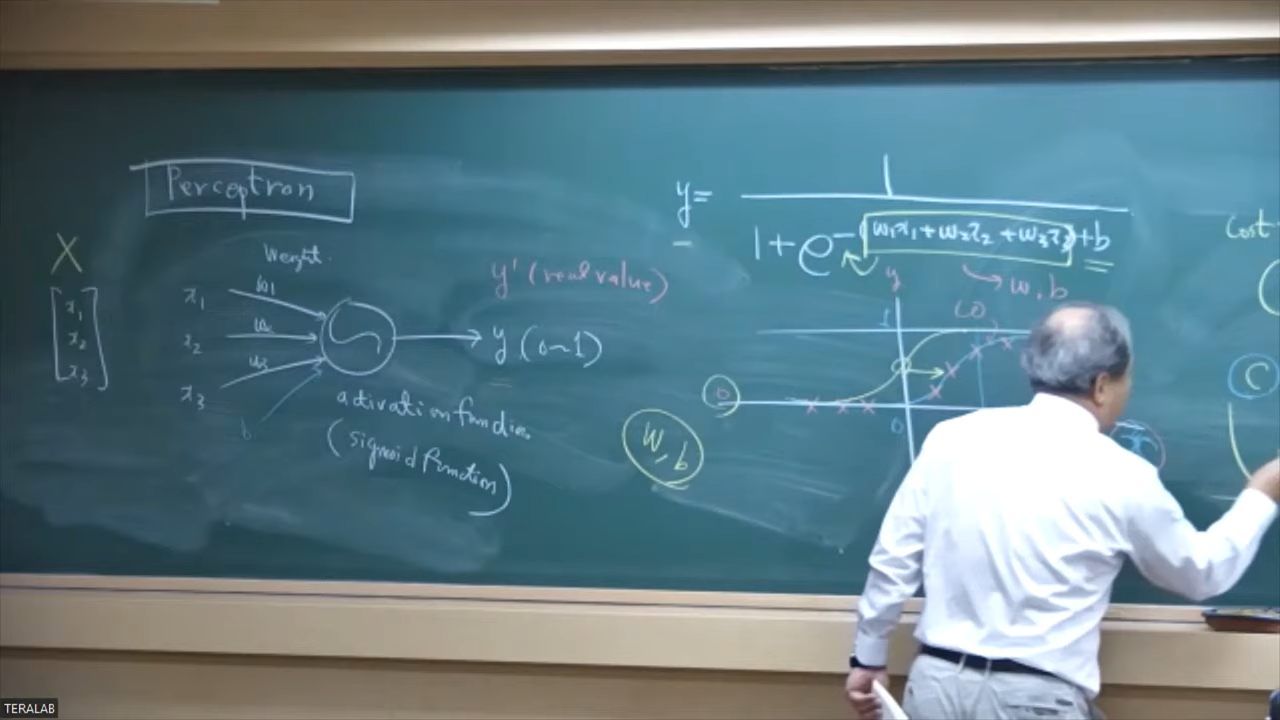 Perceptron
X
[x₁
x₂
x₃]
Weight
x₁
w₁
x₂
x₃
w₃
b
y' (real value)
y (0~1)
activation function
(sigmoid function)
y = 1 / 1 + e^-(w₁x₁ + w₂x₂ + w₃x₃) + b
w, b
y
1
0
0
W, b
Cost
C
TERALAB